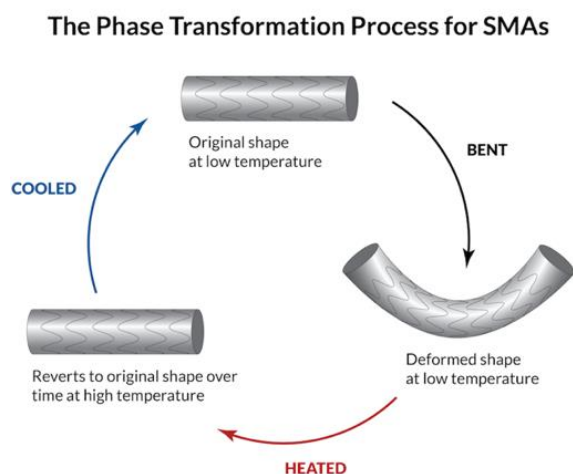 The Phase Transformation Process for SMAs
Original shape
at low temperature
BENT
COOLED
Deformed shape
at low temperature
Reverts to original shape over
time at high temperature
HEATED